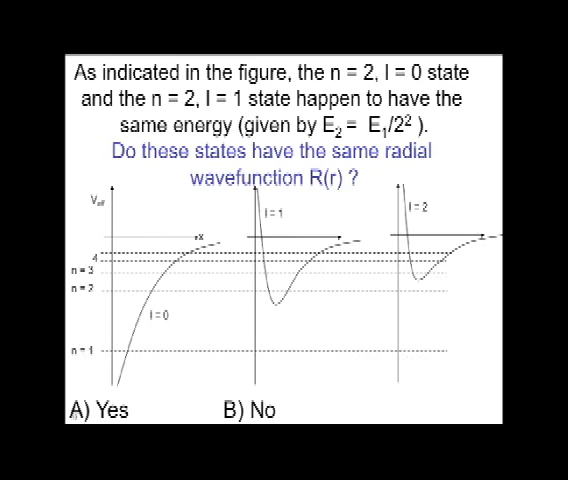 As indicated in the figure, the n = 2, l = 0 state
and the n = 2, l = 1 state happen to have the
same energy (given by E₂ = E₁/2² ).
Do these states have the same radial
wavefunction R(r) ?
V_eff
l=1
l=2
x
4
n=3
n=2
l=0
n=1
A) Yes B) No